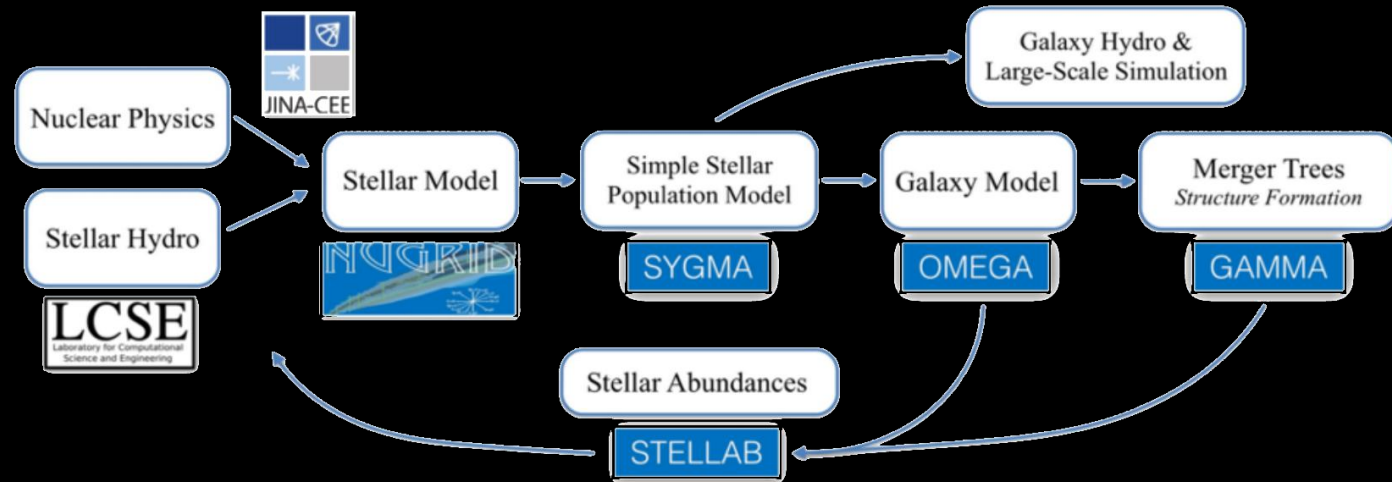 JINA-CEE
Nuclear Physics
Stellar Hydro
LCSE
Laboratory for Computational
Science and Engineering
Stellar Model
NUGRID
Simple Stellar
Population Model
SYGMA
Galaxy Hydro &
Large-Scale Simulation
Galaxy Model
OMEGA
Merger Trees
Structure Formation
GAMMA
Stellar Abundances
STELLAB